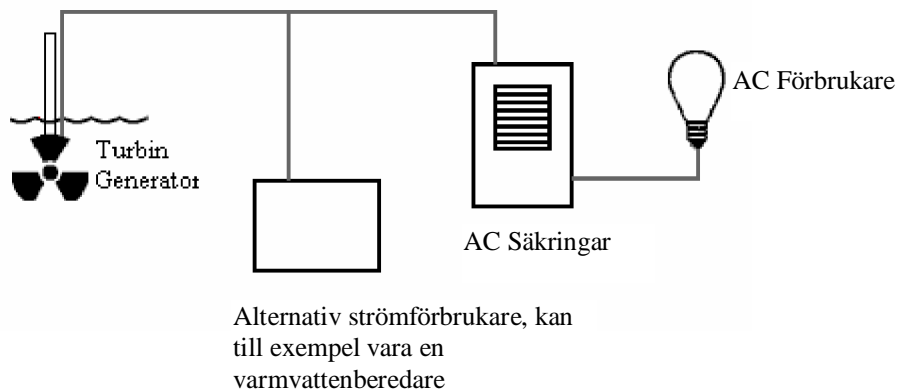 AC Förbrukare
Turbin
Generator
AC Säkringar
Alternativ strömförbrukare, kan
till exempel vara en
varmvattenberedare